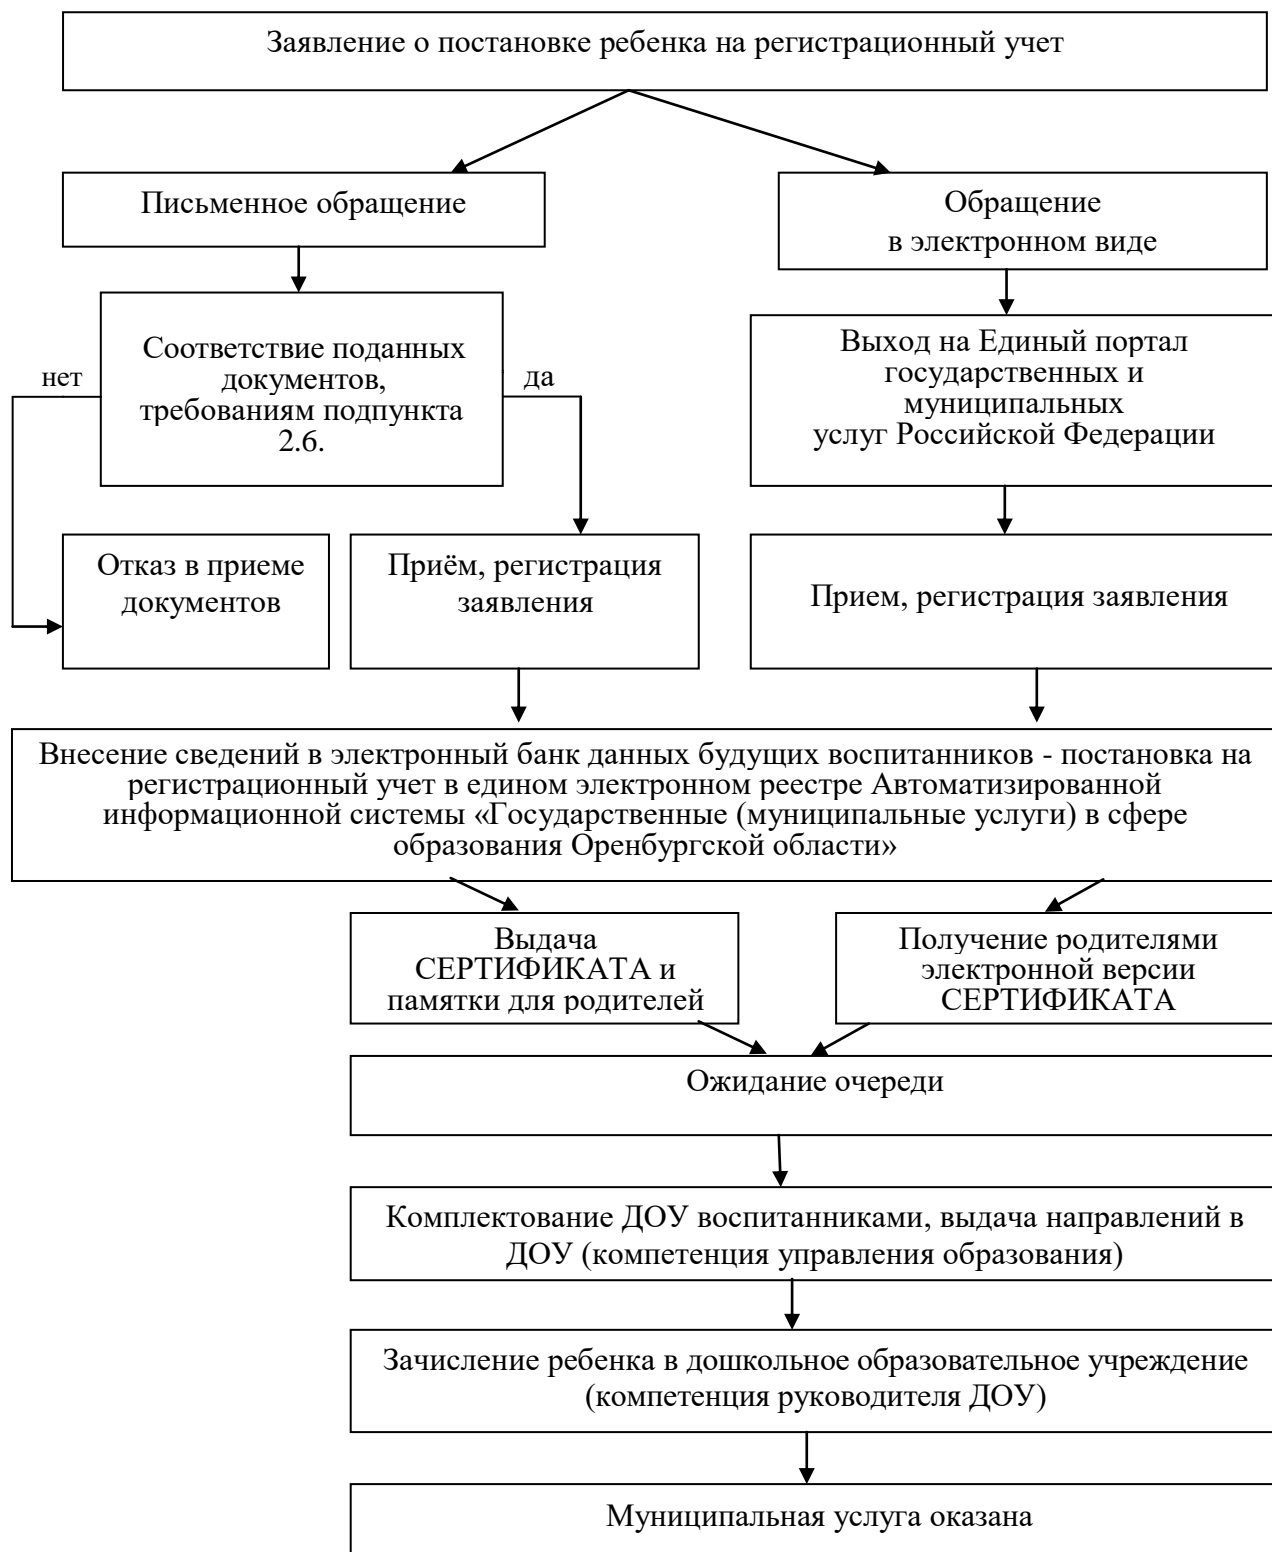 Заявление о постановке ребенка на регистрационный учет
Письменное обращение
Обращение
в электронном виде
Соответствие поданных
документов,
требованиям подпункта
2.6.
нет
да
Выход на Единый портал
государственных и
муниципальных
услуг Российской Федерации
Отказ в приеме
документов
Приём, регистрация
заявления
Прием, регистрация заявления
Внесение сведений в электронный банк данных будущих воспитанников - постановка на
регистрационный учет в едином электронном реестре Автоматизированной
информационной системы «Государственные (муниципальные услуги) в сфере
образования Оренбургской области»
Выдача
СЕРТИФИКАТА и
памятки для родителей
Получение родителями
электронной версии
СЕРТИФИКАТА
Ожидание очереди
Комплектование ДОУ воспитанниками, выдача направлений в
ДОУ (компетенция управления образования)
Зачисление ребенка в дошкольное образовательное учреждение
(компетенция руководителя ДОУ)
Муниципальная услуга оказана